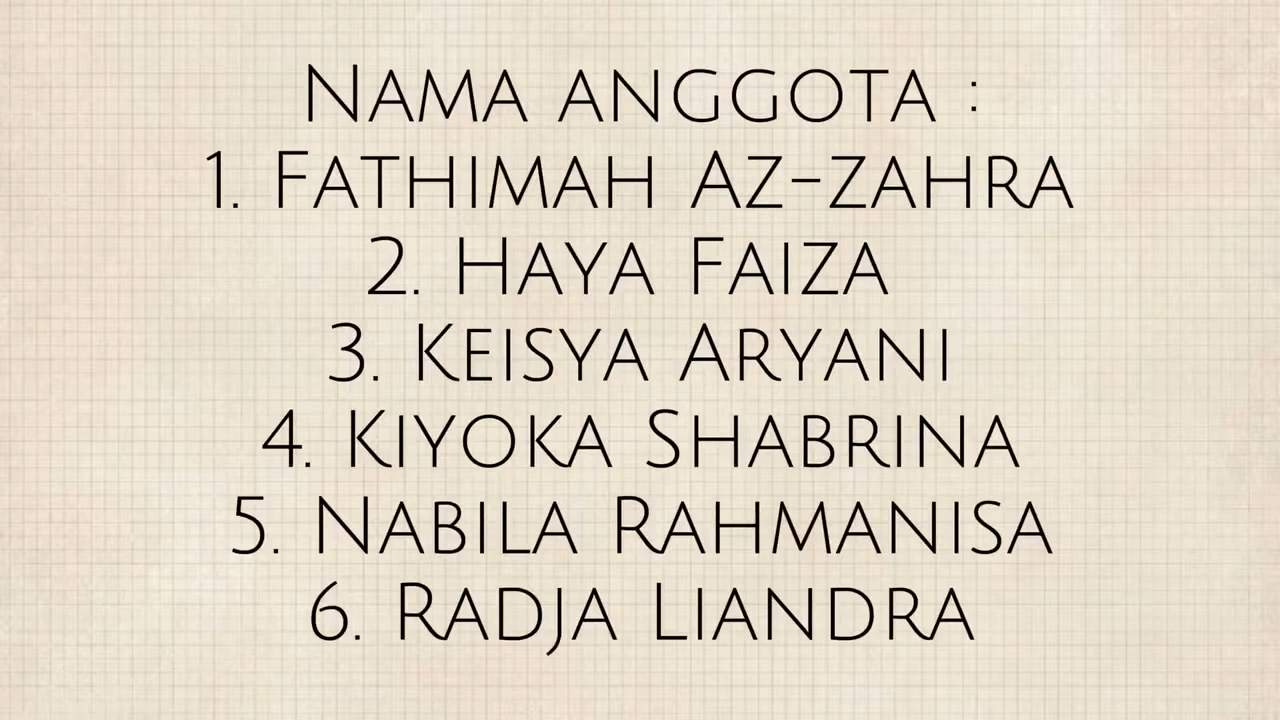 Nama anggota :
1. Fathimah Az-zahra
2. Haya Faiza
3. Keisya Aryani
4. Kiyoka Shabrina
5. Nabila Rahmanisa
6. Radja Liandra